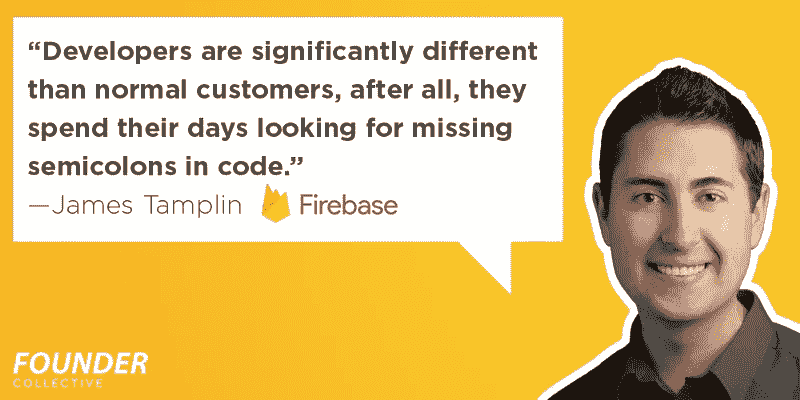 “Developers are significantly different
than normal customers, after all, they
spend their days looking for missing
semicolons in code.”
—James Tamplin Firebase
FOUNDER
COLLECTIVE